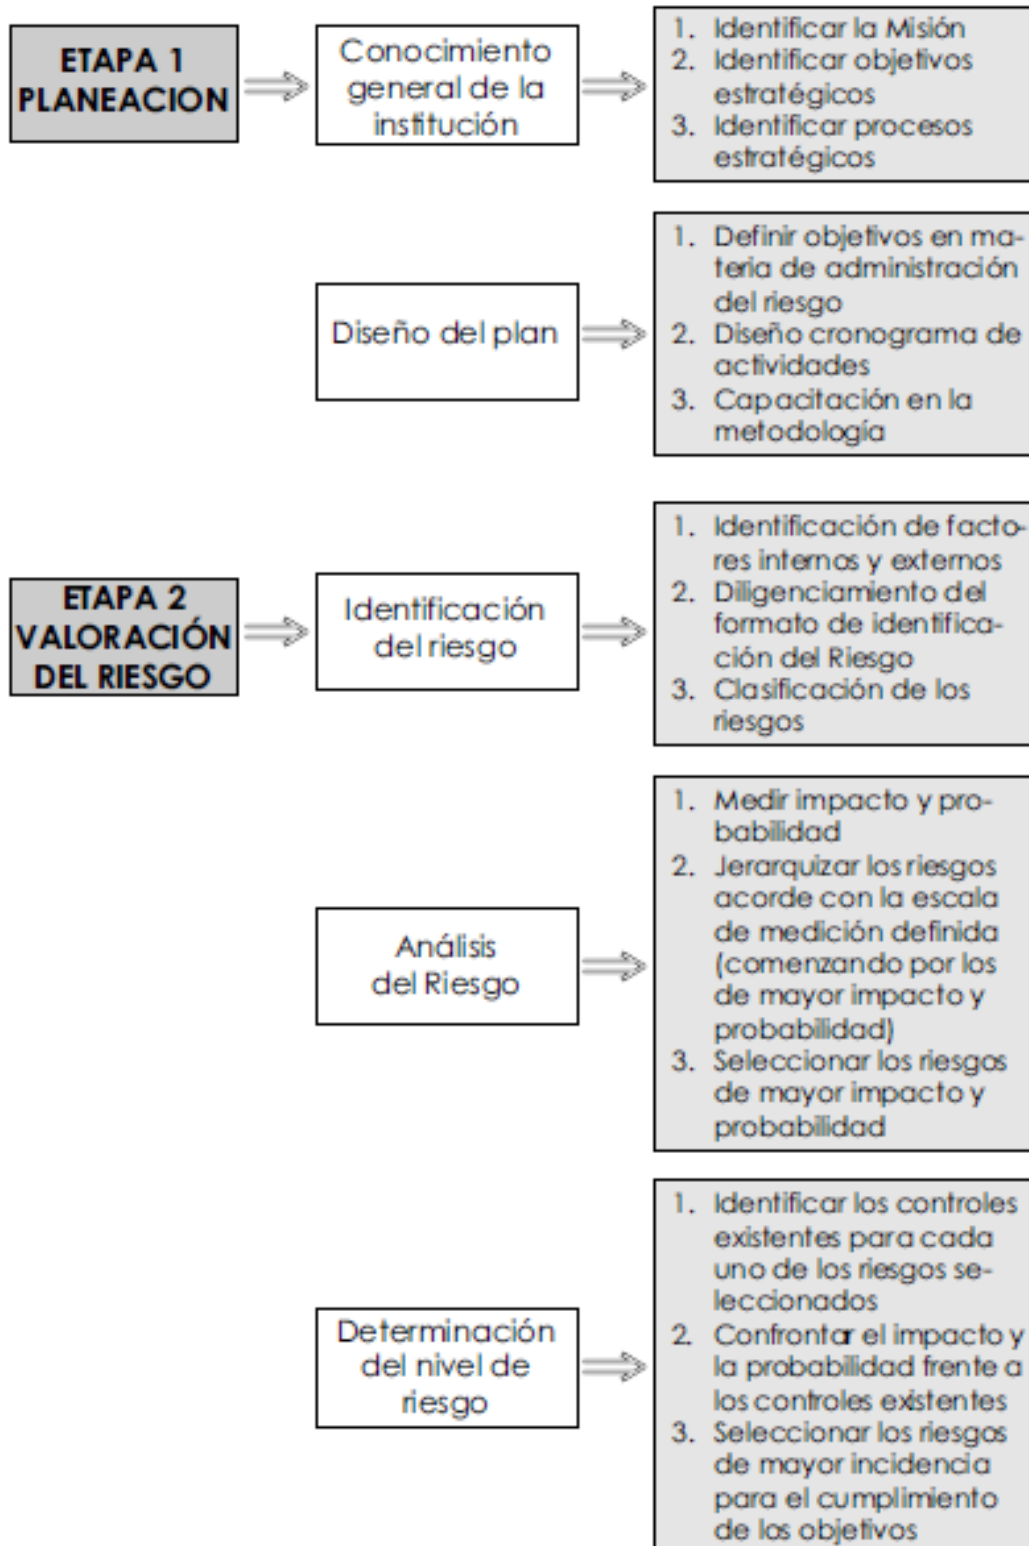 ETAPA 1
PLANEACION
Conocimiento
general de la
institución
1. Identificar la Misión
2. Identificar objetivos
estratégicos
3. Identificar procesos
estratégicos
Diseño del plan
1. Definir objetivos en ma-
teria de administración
del riesgo
2. Diseño cronograma de
actividades
3. Capacitación en la
metodología
ETAPA 2
VALORACIÓN
DEL RIESGO
Identificación
del riesgo
1. Identificación de facto-
res internos y externos
2. Diligenciamiento del
formato de identifica-
ción del Riesgo
3. Clasificación de los
riesgos
Análisis
del Riesgo
1. Medir impacto y pro-
babilidad
2. Jerarquizar los riesgos
acorde con la escala
de medición definida
(comenzando por los
de mayor impacto y
probabilidad)
3. Seleccionar los riesgos
de mayor impacto y
probabilidad
Determinación
del nivel de
riesgo
1. Identificar los controles
existentes para cada
uno de los riesgos se-
leccionados
2. Confrontar el impacto y
la probabilidad frente a
los controles existentes
3. Seleccionar los riesgos
de mayor incidencia
para el cumplimiento
de los objetivos